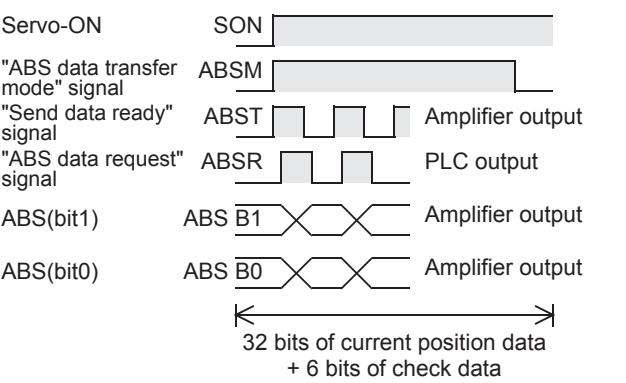 Servo-ON SON
"ABS data transfer
mode" signal ABSM
"Send data ready"
signal ABST Amplifier output
"ABS data request"
signal ABSR PLC output
ABS(bit1) ABS B1 Amplifier output
ABS(bit0) ABS B0 Amplifier output
32 bits of current position data
+ 6 bits of check data